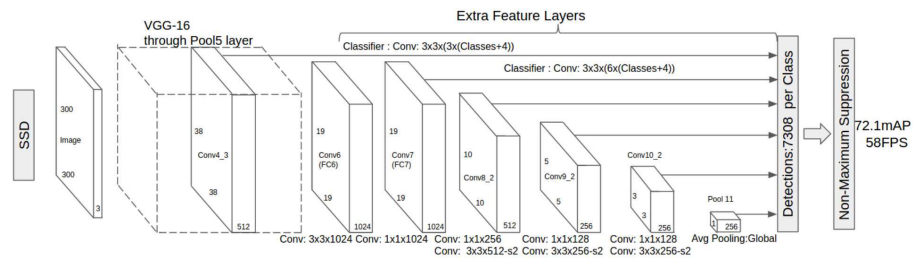 Extra Feature Layers
VGG-16
through Pool5 layer
Classifier : Conv: 3x3x(3x(Classes+4))
Classifier : Conv: 3x3x(6x(Classes+4))
SSD
300
Image
300
3
38
Conv4_3
38
512
19
Conv6
(FC6)
19
1024
19
Conv7
(FC7)
19
1024
10
Conv8_2
10
512
5
Conv9_2
5
256
Conv10_2
3
3
256
Pool 11
1
256
Detections:7308 per Class
Non-Maximum Suppression
72.1mAP
58FPS
Conv: 3x3x1024 Conv: 1x1x1024 Conv: 1x1x256 Conv: 1x1x128 Conv: 1x1x128 Avg Pooling:Global
Conv: 3x3x512-s2 Conv: 3x3x256-s2 Conv: 3x3x256-s2